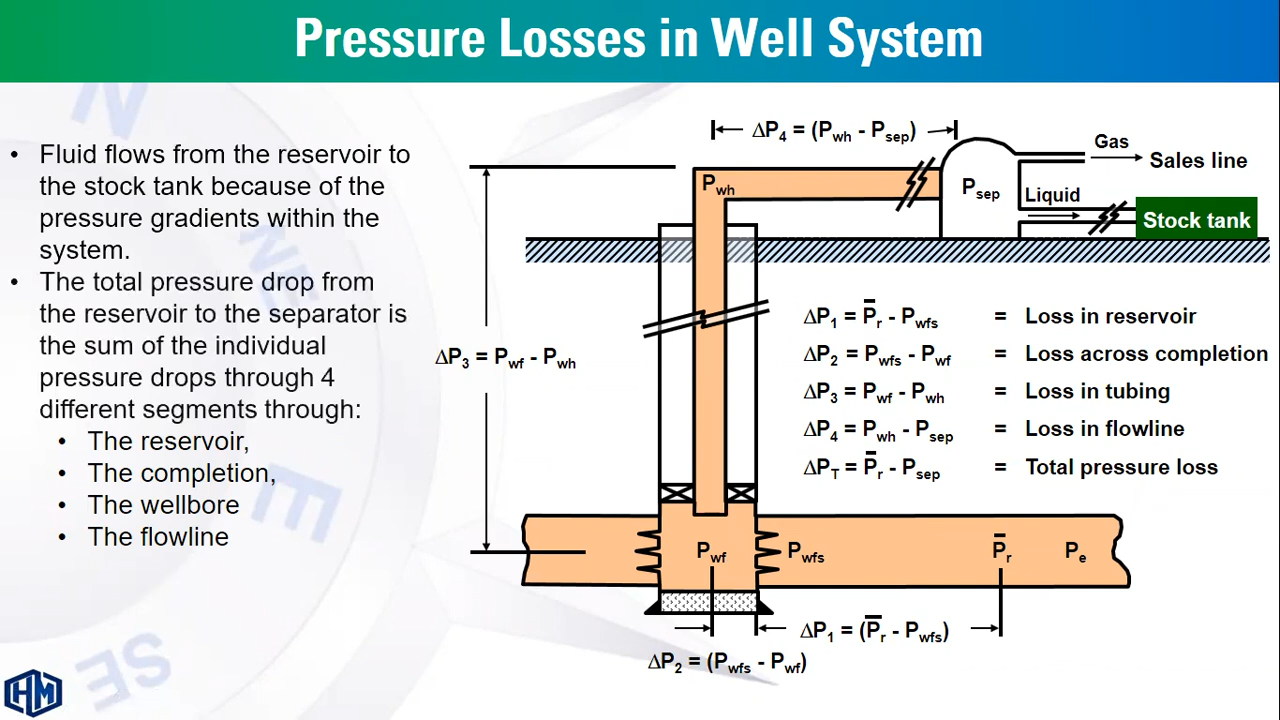 Pressure Losses in Well System
• Fluid flows from the reservoir to
the stock tank because of the
pressure gradients within the
system.
• The total pressure drop from
the reservoir to the separator is
the sum of the individual
pressure drops through 4
different segments through:
• The reservoir,
• The completion,
• The wellbore
• The flowline
N
NE
E
SE
HM
ΔP₄ = (Pwh - Psep)
Gas
Sales line
Pwh
Psep
Liquid
Stock tank
ΔP₃ = Pwf - Pwh
ΔP₁ = P̅r - Pwfs = Loss in reservoir
ΔP₂ = Pwfs - Pwf = Loss across completion
ΔP₃ = Pwf - Pwh = Loss in tubing
ΔP₄ = Pwh - Psep = Loss in flowline
ΔPT = P̅r - Psep = Total pressure loss
Pwf
Pwfs
P̅r
Pe
ΔP₁ = (P̅r - Pwfs)
ΔP₂ = (Pwfs - Pwf)